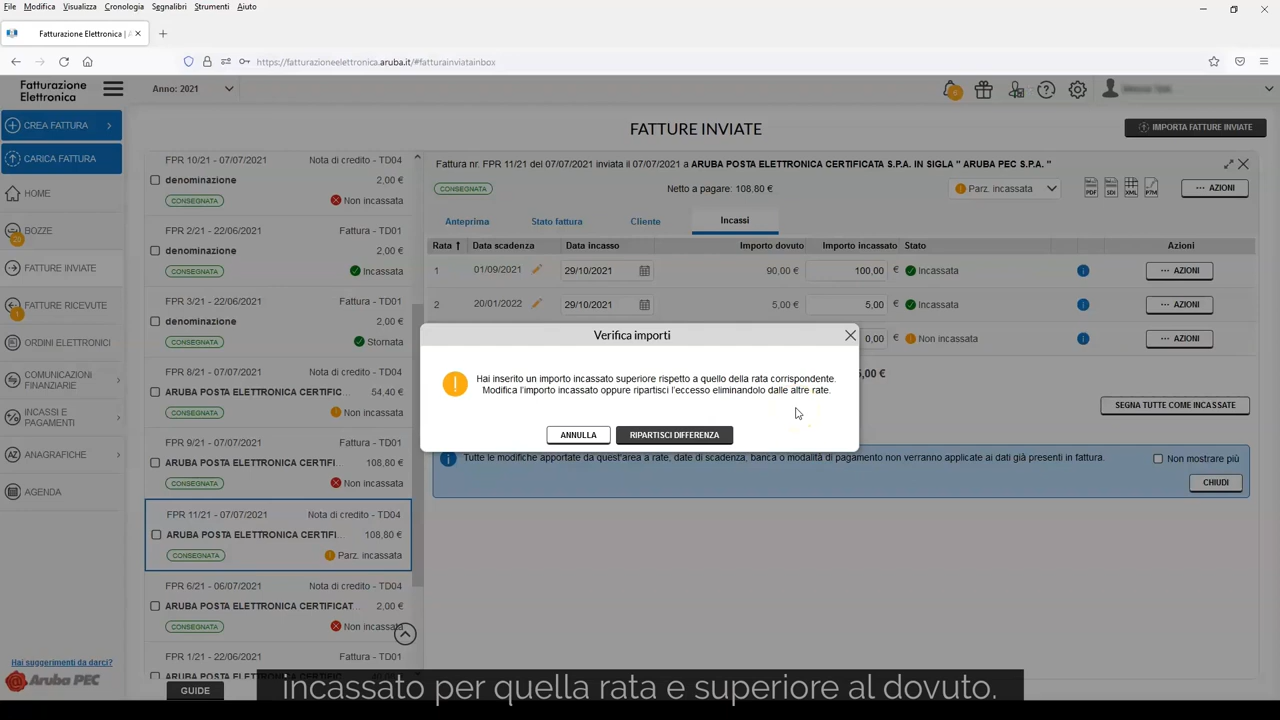 File Modifica Visualizza Cronologia Segnalibri Strumenti Aiuto
Fatturazione Elettronica |
https://fatturazioneelettronica.aruba.it/#fatturainviatainbox
Fatturazione
Elettronica
Anno: 2021
CREA FATTURA
CARICA FATTURA
HOME
BOZZE
FATTURE INVIATE
FATTURE RICEVUTE
1
ORDINI ELETTRONICI
COMUNICAZIONI
FINANZIARIE
INCASSI E
PAGAMENTI
ANAGRAFICHE
AGENDA
Hai suggerimenti da darci?
Aruba PEC
FATTURE INVIATE
IMPORTA FATTURE INVIATE
FPR 10/21 - 07/07/2021 Nota di credito - TD04
denominazione 2,00 €
CONSEGNATA Non incassata
FPR 2/21 - 22/06/2021 Fattura - TD01
denominazione 2,00 €
CONSEGNATA Incassata
FPR 3/21 - 22/06/2021 Fattura - TD01
denominazione 2,00 €
CONSEGNATA Stornata
FPR 8/21 - 07/07/2021 Nota di credito - TD04
ARUBA POSTA ELETTRONICA CERTIFI... 54,40 €
CONSEGNATA Non incassata
FPR 9/21 - 07/07/2021 Nota di credito - TD04
ARUBA POSTA ELETTRONICA CERTIFI... 108,80 €
CONSEGNATA Non incassata
FPR 11/21 - 07/07/2021 Nota di credito - TD04
ARUBA POSTA ELETTRONICA CERTIFI... 108,80 €
CONSEGNATA Parz. incassata
FPR 6/21 - 06/07/2021 Nota di credito - TD04
ARUBA POSTA ELETTRONICA CERTIFICAT... 2,00 €
CONSEGNATA Non incassata
FPR 1/21 - 22/06/2021 Fattura - TD01
GUIDE
Fattura nr. FPR 11/21 del 07/07/2021 inviata il 07/07/2021 a ARUBA POSTA ELETTRONICA CERTIFICATA S.P.A. IN SIGLA " ARUBA PEC S.P.A. "
CONSEGNATA Netto a pagare: 108,80 € Parz. incassata PDF SDI XML P7M ··· AZIONI
Anteprima Stato fattura Cliente Incassi
Rata Data scadenza Data incasso Importo dovuto Importo incassato Stato Azioni
1 01/09/2021 29/10/2021 90,00 € 100,00 € Incassata ··· AZIONI
2 20/01/2022 29/10/2021 5,00 € 5,00 € Incassata ··· AZIONI
0,00 € Non incassata ··· AZIONI
5,00 €
SEGNA TUTTE COME INCASSATE
Verifica importi
Hai inserito un importo incassato superiore rispetto a quello della rata corrispondente.
Modifica l'importo incassato oppure ripartisci l'eccesso eliminandolo dalle altre rate.
ANNULLA RIPARTISCI DIFFERENZA
Tutte le modifiche apportate da quest'area a rate, date di scadenza, banca o modalità di pagamento non verranno applicate ai dati già presenti in fattura.
Non mostrare più
CHIUDI
incassato per quella rata e superiore al dovuto.